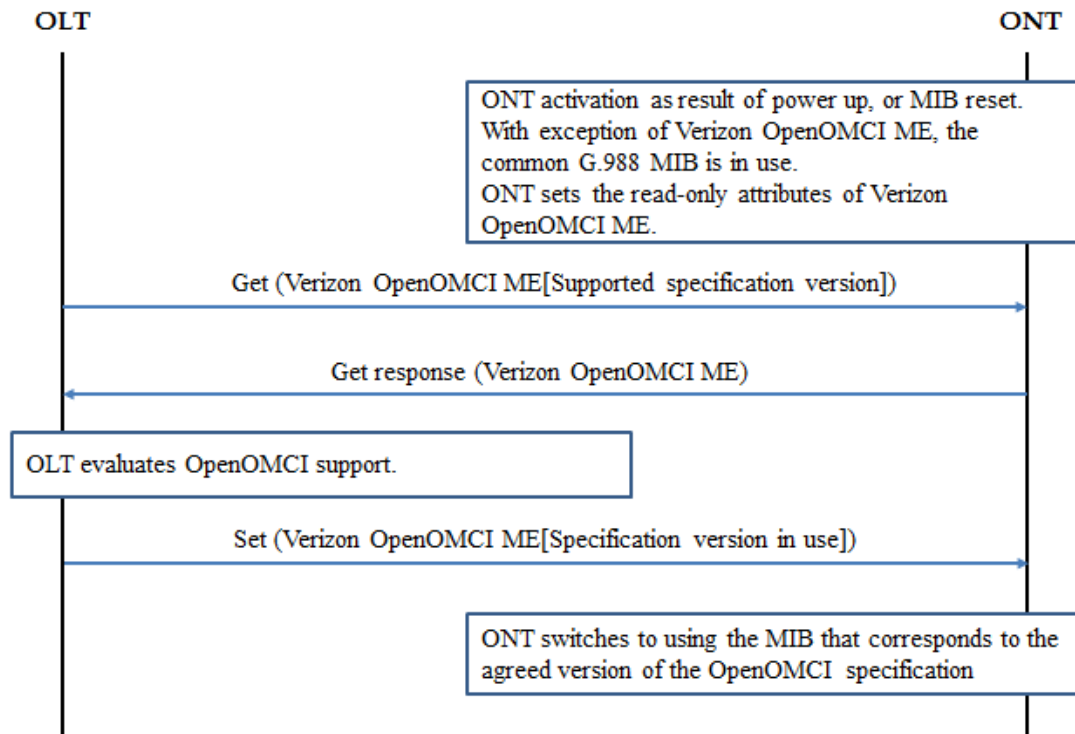 OLT
ONT
ONT activation as result of power up, or MIB reset.
With exception of Verizon OpenOMCI ME, the
common G.988 MIB is in use.
ONT sets the read-only attributes of Verizon
OpenOMCI ME.
Get (Verizon OpenOMCI ME[Supported specification version])
Get response (Verizon OpenOMCI ME)
OLT evaluates OpenOMCI support.
Set (Verizon OpenOMCI ME[Specification version in use])
ONT switches to using the MIB that corresponds to the
agreed version of the OpenOMCI specification